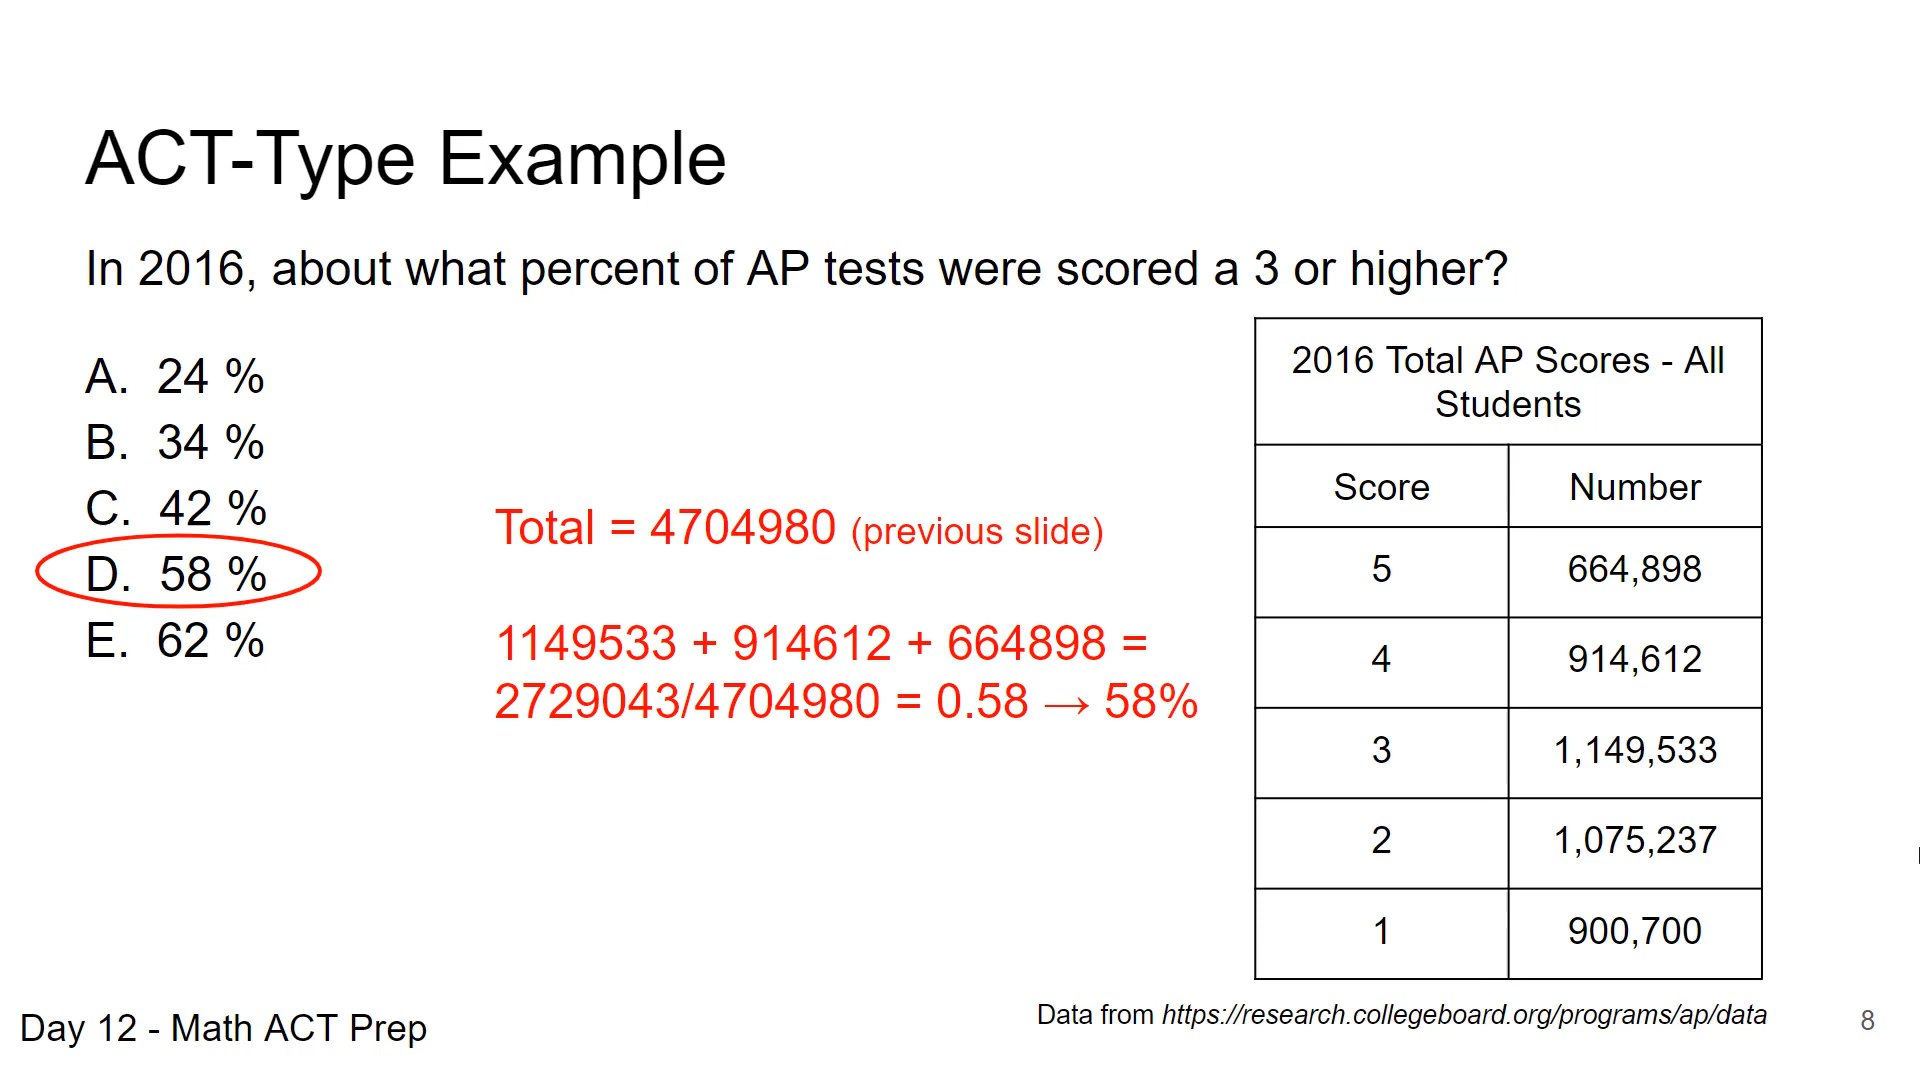 ACT-Type Example
In 2016, about what percent of AP tests were scored a 3 or higher?
A. 24 %
B. 34 %
C. 42 %
D. 58 %
E. 62 %
Total = 4704980 (previous slide)
1149533 + 914612 + 664898 =
2729043/4704980 = 0.58 → 58%
2016 Total AP Scores - All
Students
Score Number
5 664,898
4 914,612
3 1,149,533
2 1,075,237
1 900,700
Data from https://research.collegeboard.org/programs/ap/data
Day 12 - Math ACT Prep
8